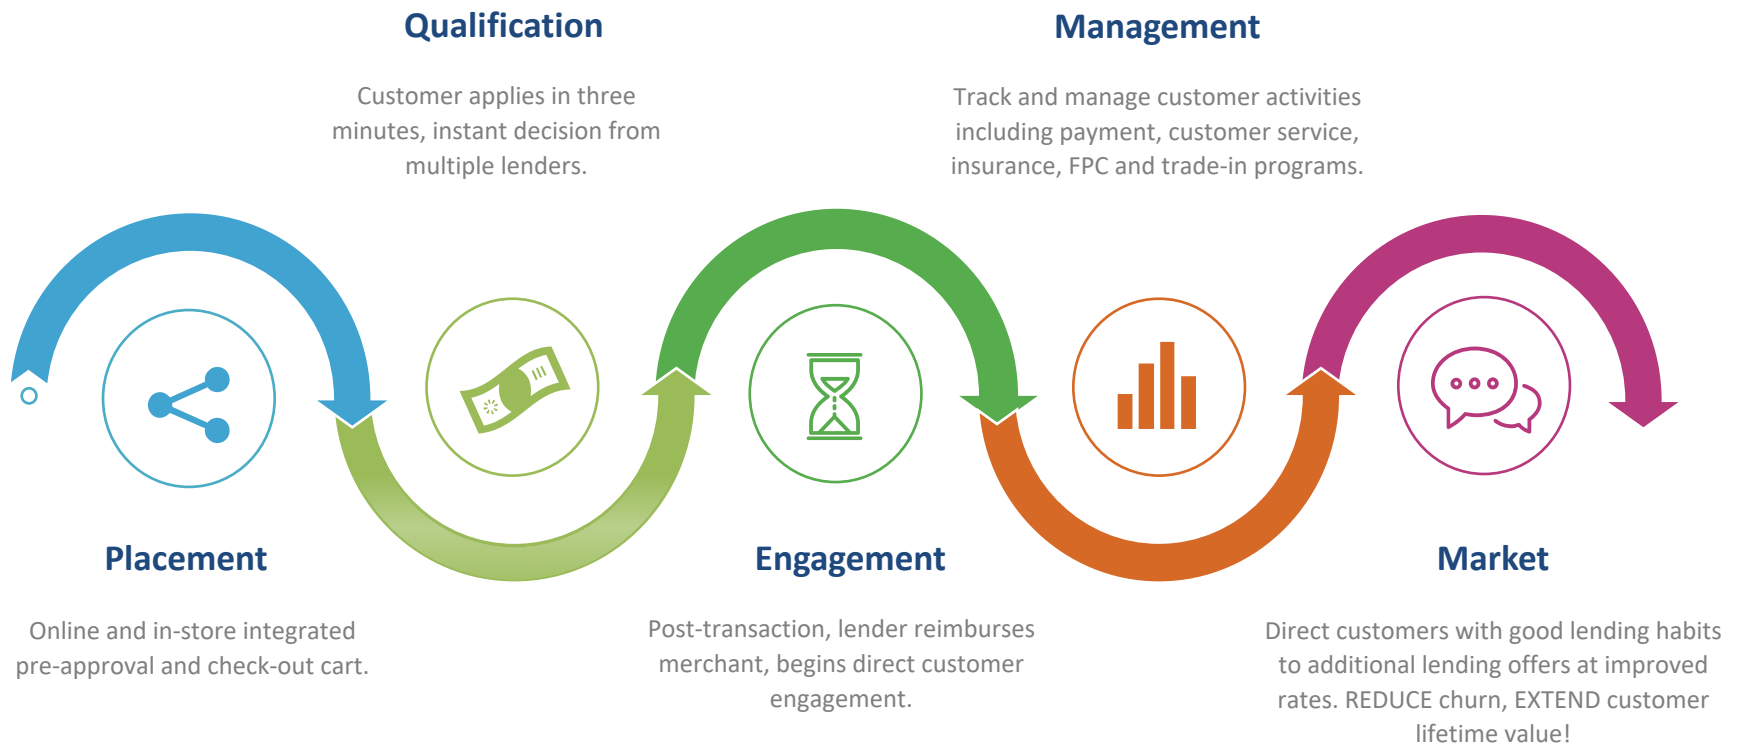 Qualification
Customer applies in three
minutes, instant decision from
multiple lenders.
Management
Track and manage customer activities
including payment, customer service,
insurance, FPC and trade-in programs.
Placement
Online and in-store integrated
pre-approval and check-out cart.
Engagement
Post-transaction, lender reimburses
merchant, begins direct customer
engagement.
Market
Direct customers with good lending habits
to additional lending offers at improved
rates. REDUCE churn, EXTEND customer
lifetime value!